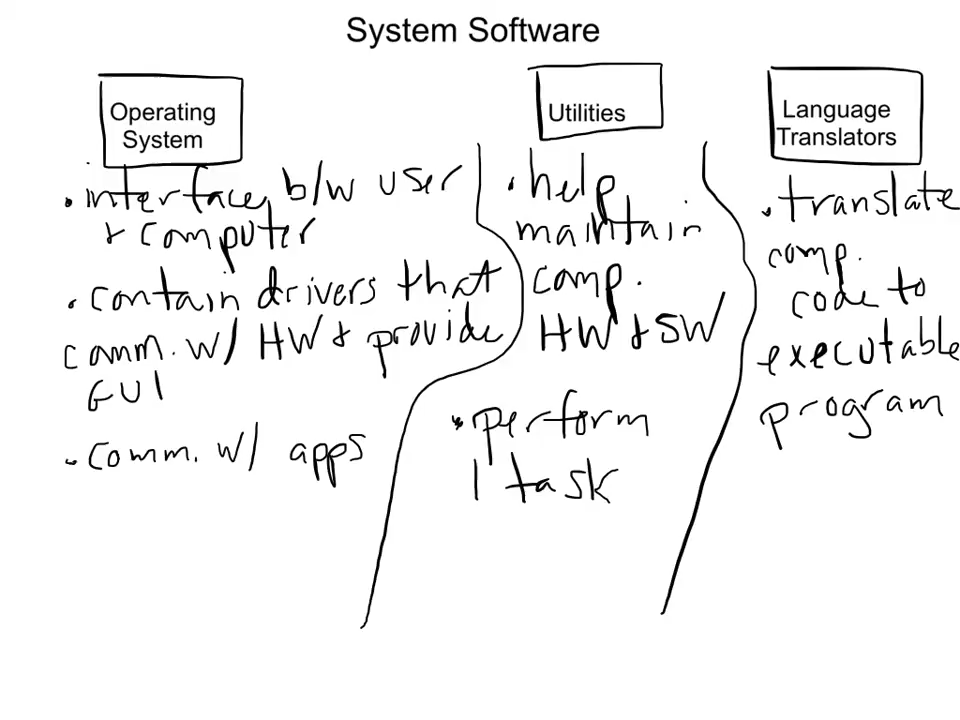 System Software
Operating
System
• interface b/w user
+ computer
• contain drivers that
comm. w/ HW + provide
GUI
• comm. w/ apps
Utilities
• help
maintain
comp.
HW + SW
• perform
1 task
Language
Translators
• translate
comp.
code to
executable
program